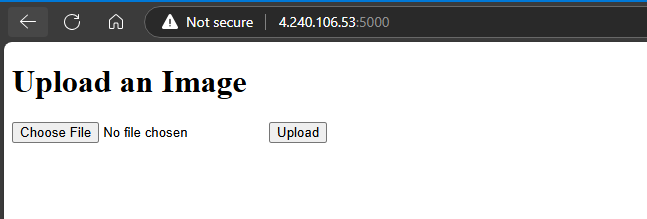 Not secure 4.240.106.53:5000
Upload an Image
Choose File No file chosen Upload